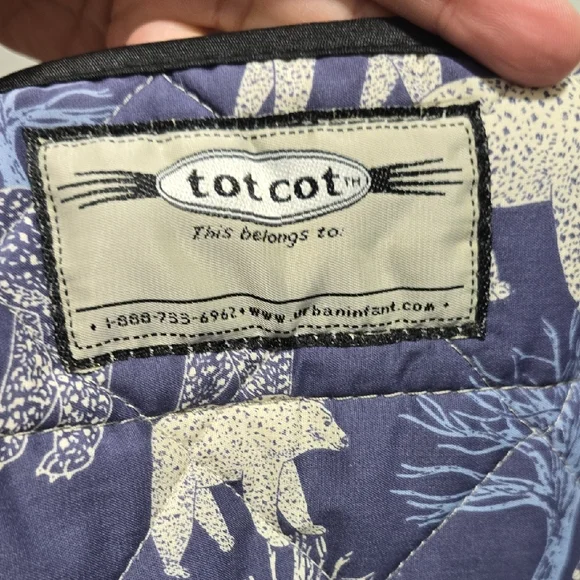 totcot™
This belongs to:
• 1-888-733-6962 • www.urbaninfant.com •